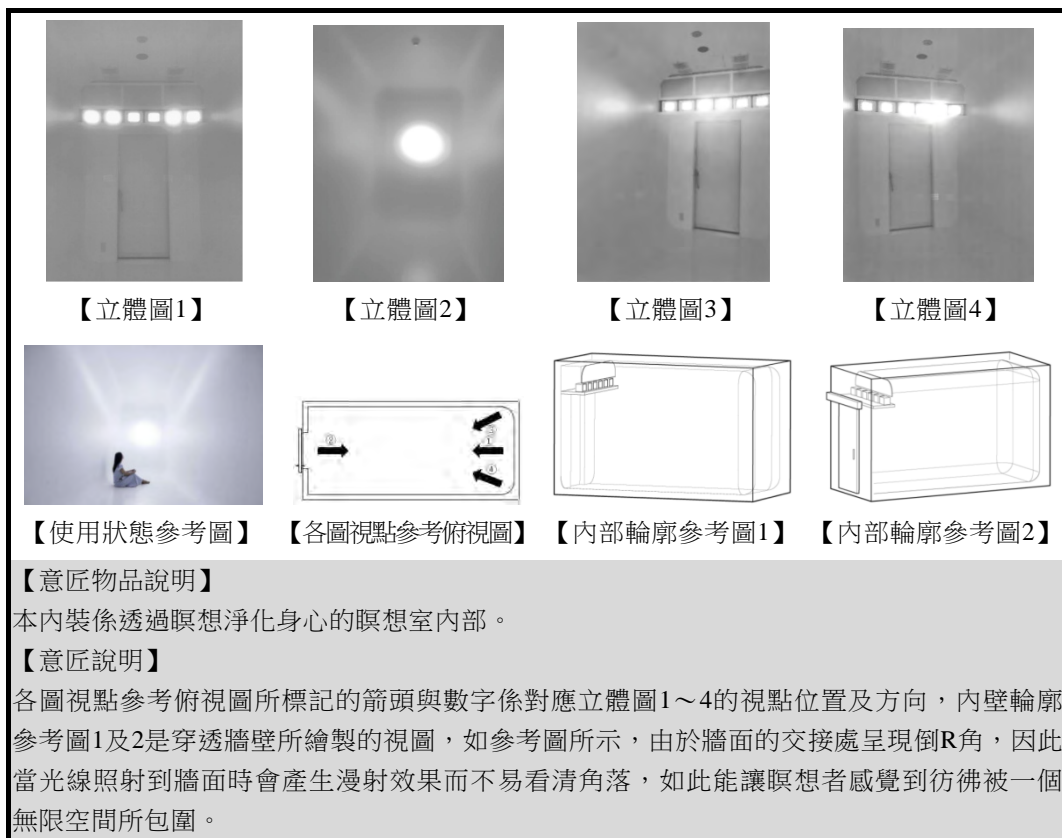 【立體圖1】 【立體圖2】 【立體圖3】 【立體圖4】
② ③
①
④
【使用狀態參考圖】 【各圖視點參考俯視圖】 【內部輪廓參考圖1】 【內部輪廓參考圖2】
【意匠物品說明】
本內裝係透過瞑想淨化身心的瞑想室內部。
【意匠說明】
各圖視點參考俯視圖所標記的箭頭與數字係對應立體圖1～4的視點位置及方向，內壁輪廓
參考圖1及2是穿透牆壁所繪製的視圖，如參考圖所示，由於牆面的交接處呈現倒R角，因此
當光線照射到牆面時會產生漫射效果而不易看清角落，如此能讓瞑想者感覺到彷彿被一個
無限空間所包圍。